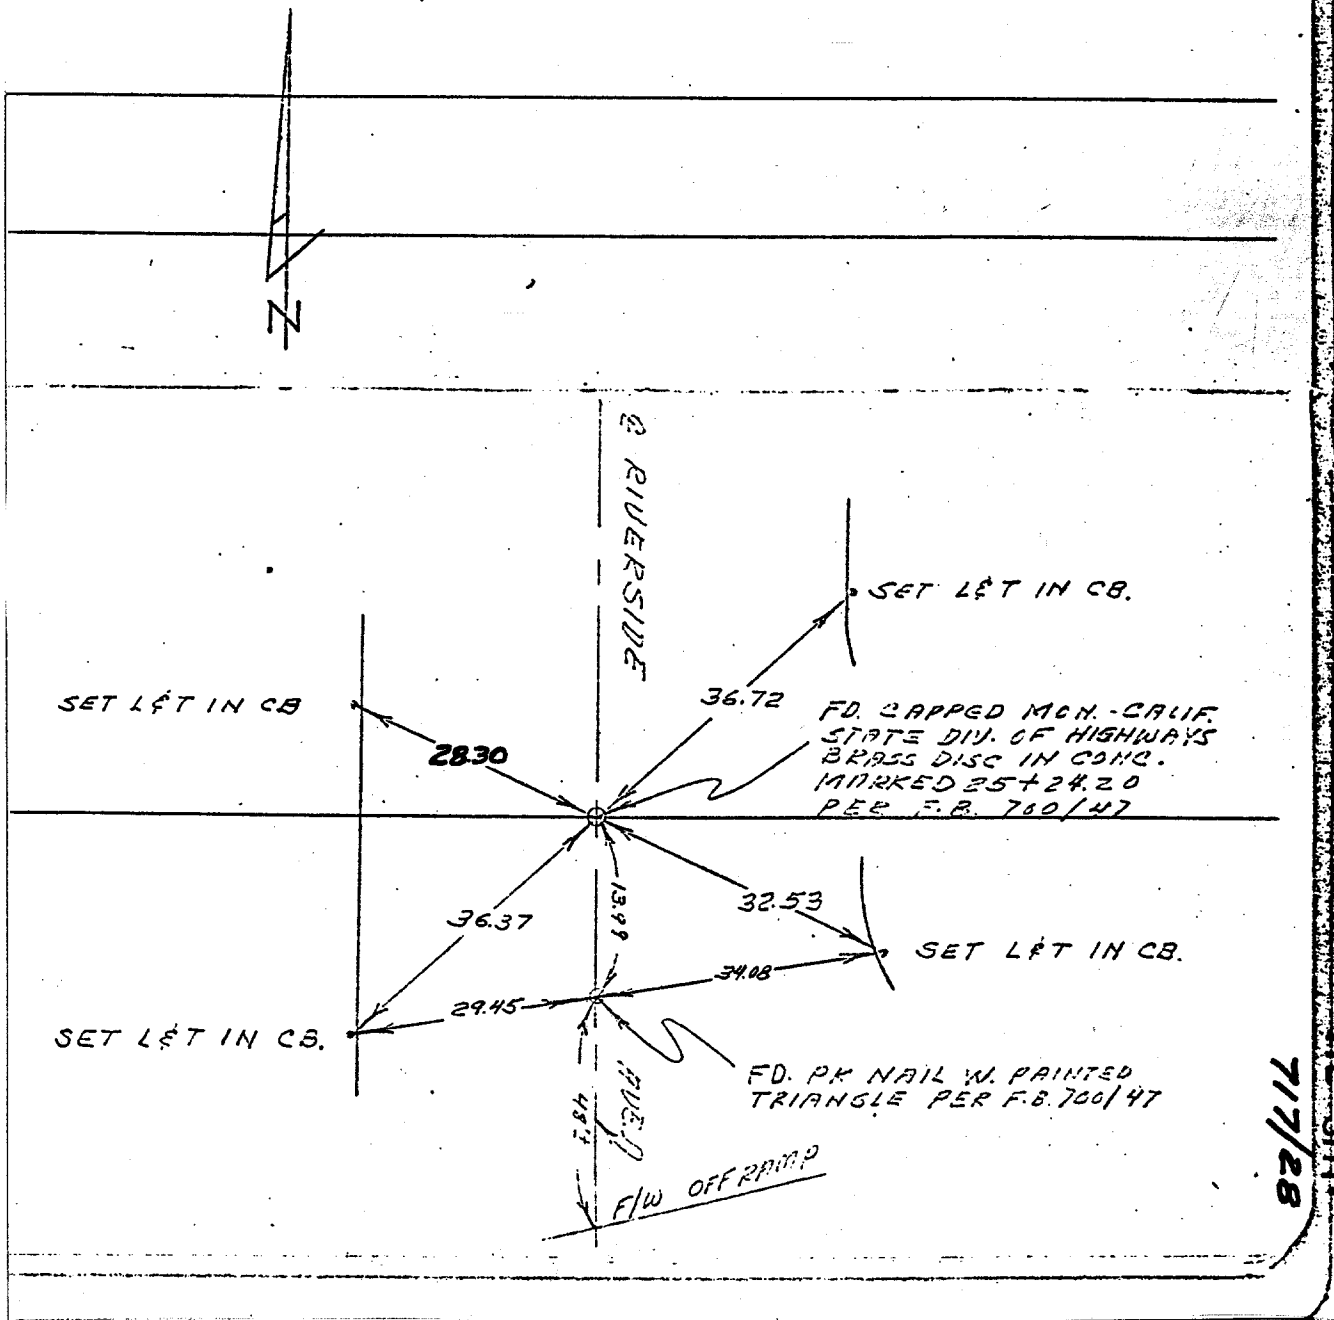 N
℄ RIVERSIDE
SET L&T IN CB.
SET L&T IN CB
36.72
28.30
FD. CAPPED MON. - CALIF.
STATE DIV. OF HIGHWAYS
BRASS DISC IN CONC.
MARKED 25+24.20
PER F.B. 700/47
36.37
13.99
32.53
SET L&T IN CB.
34.08
29.45
SET L&T IN CB.
FD. PK NAIL W. PAINTED
TRIANGLE PER F.B. 700/47
AVE.
48'±
F/W OFF RAMP
717/28